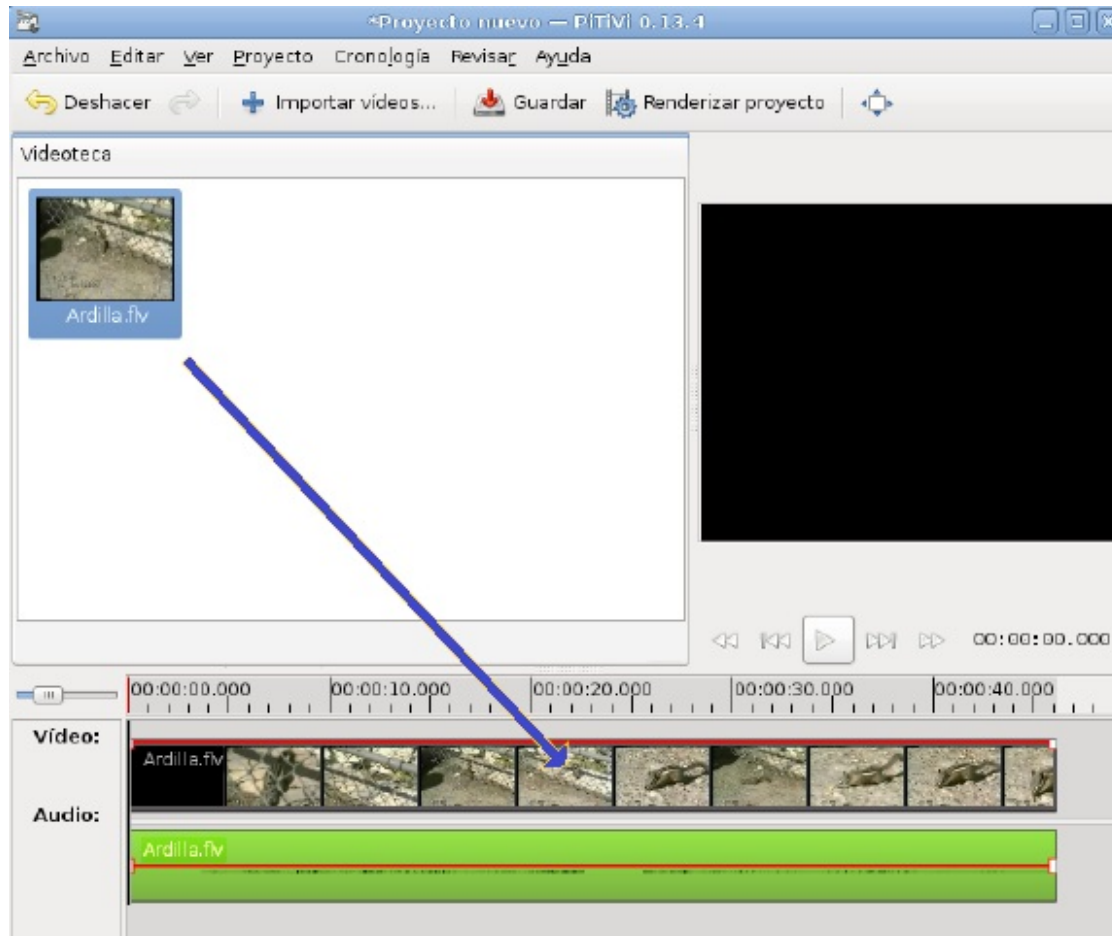 *Proyecto nuevo — PiTiVi 0.13.4
Archivo Editar Ver Proyecto Cronología Revisar Ayuda
Deshacer Importar vídeos... Guardar Renderizar proyecto
Videoteca
Ardilla.flv
00:00:00.000
00:00:00.000 00:00:10.000 00:00:20.000 00:00:30.000 00:00:40.000
Vídeo:
Ardilla.flv
Audio:
Ardilla.flv